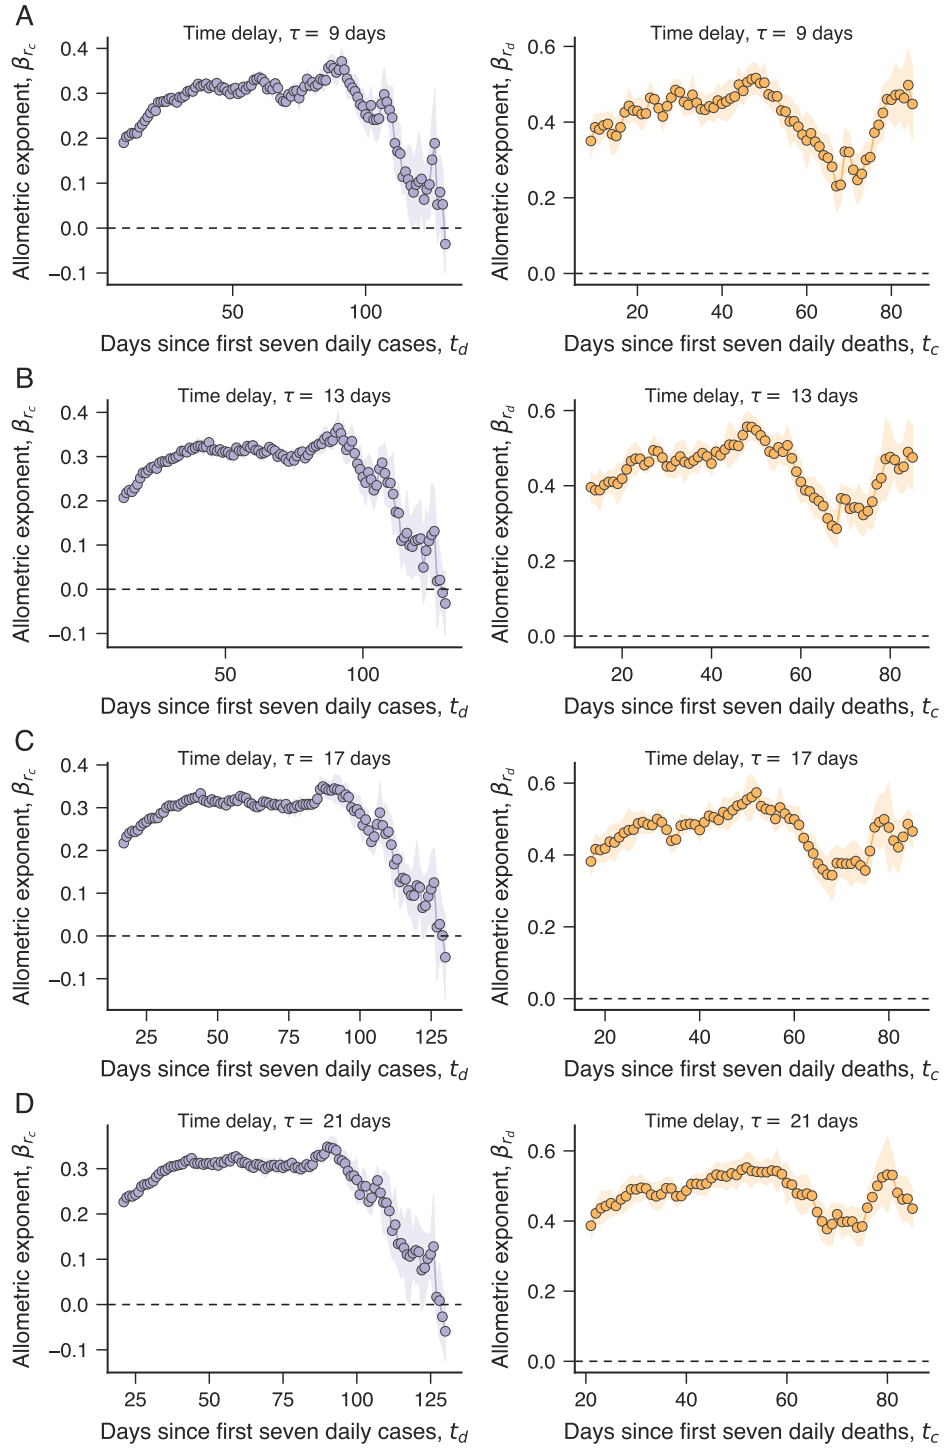 A
Time delay, τ = 9 days
Allometric exponent, β_{r_c}
0.4
0.3
0.2
0.1
0.0
−0.1
50
100
Days since first seven daily cases, t_d
Time delay, τ = 9 days
Allometric exponent, β_{r_d}
0.6
0.4
0.2
0.0
20
40
60
80
Days since first seven daily deaths, t_c
B
Time delay, τ = 13 days
Allometric exponent, β_{r_c}
0.4
0.3
0.2
0.1
0.0
−0.1
50
100
Days since first seven daily cases, t_d
Time delay, τ = 13 days
Allometric exponent, β_{r_d}
0.6
0.4
0.2
0.0
20
40
60
80
Days since first seven daily deaths, t_c
C
Time delay, τ = 17 days
Allometric exponent, β_{r_c}
0.4
0.3
0.2
0.1
0.0
−0.1
25
50
75
100
125
Days since first seven daily cases, t_d
Time delay, τ = 17 days
Allometric exponent, β_{r_d}
0.6
0.4
0.2
0.0
20
40
60
80
Days since first seven daily deaths, t_c
D
Time delay, τ = 21 days
Allometric exponent, β_{r_c}
0.3
0.2
0.1
0.0
−0.1
25
50
75
100
125
Days since first seven daily cases, t_d
Time delay, τ = 21 days
Allometric exponent, β_{r_d}
0.6
0.4
0.2
0.0
20
40
60
80
Days since first seven daily deaths, t_c